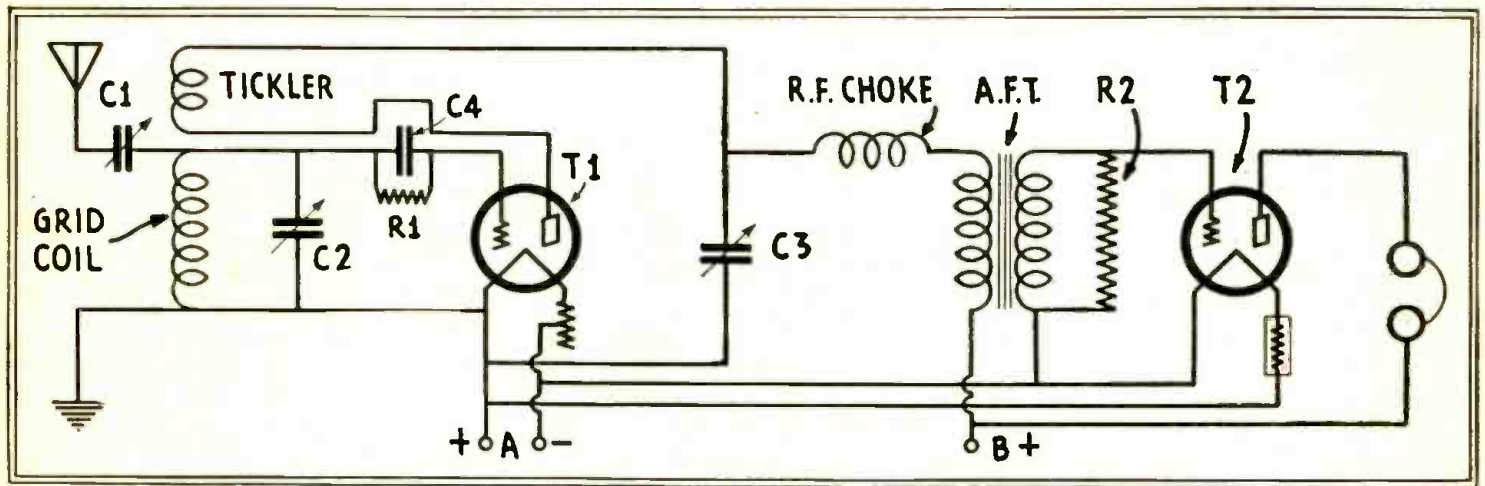 C1
TICKLER
C4
R.F. CHOKE
A.F.T.
R2
T2
T1
GRID
COIL
C2
R1
C3
+ A -
B +